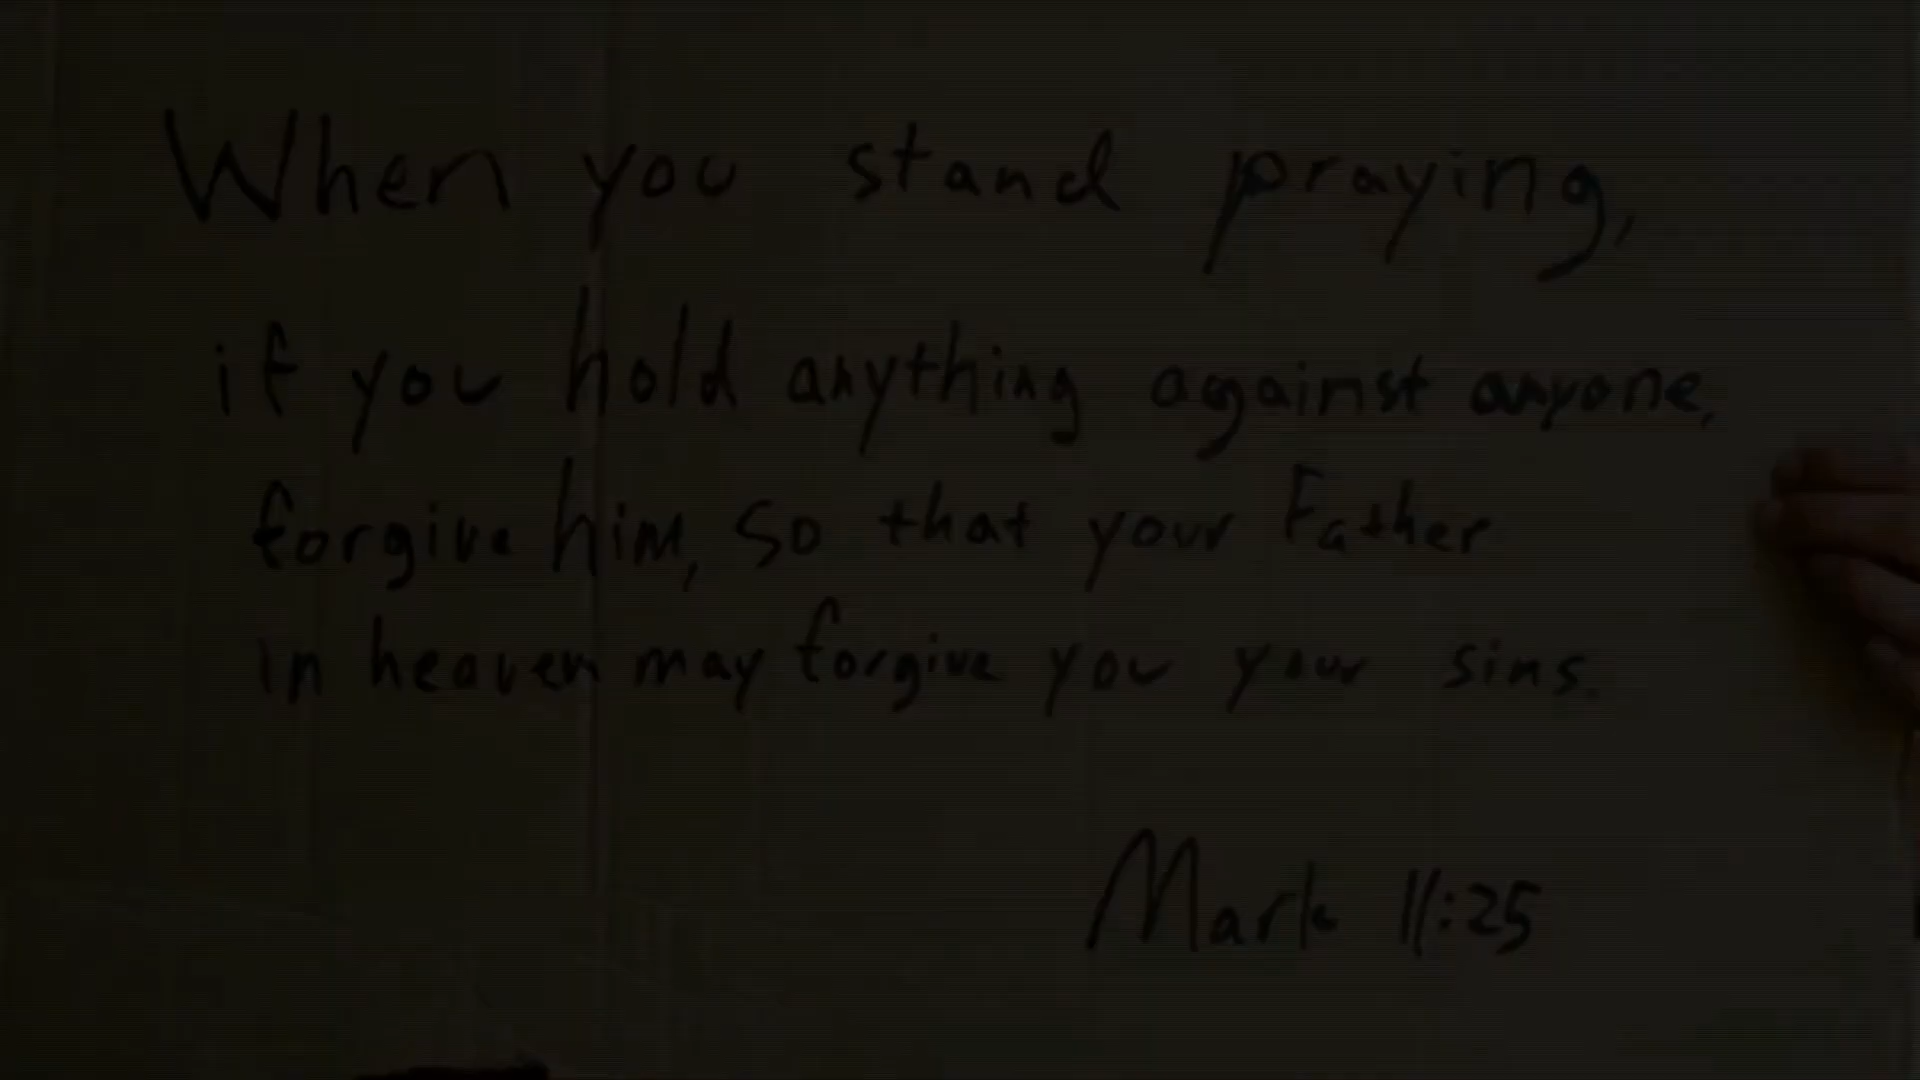 When you stand praying,
if you hold anything against anyone,
forgive him, so that your Father
in heaven may forgive you your sins.
Mark 11:25